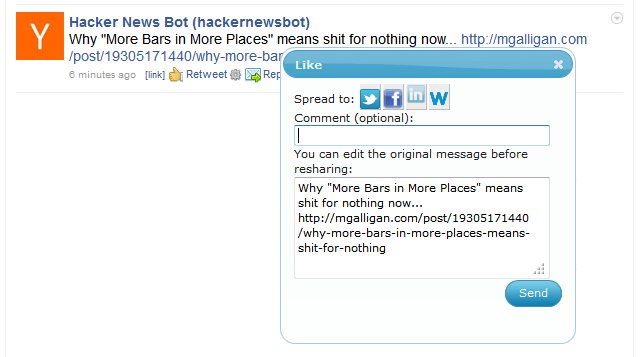 Y
Hacker News Bot (hackernewsbot)
Why "More Bars in More Places" means shit for nothing now... http://mgalligan.com
/post/19305171440/why-more-bar
6 minutes ago [link] Retweet Rep
Like
Spread to:
Comment (optional):
You can edit the original message before
resharing:
Why "More Bars in More Places" means
shit for nothing now...
http://mgalligan.com/post/19305171440
/why-more-bars-in-more-places-means-
shit-for-nothing
Send